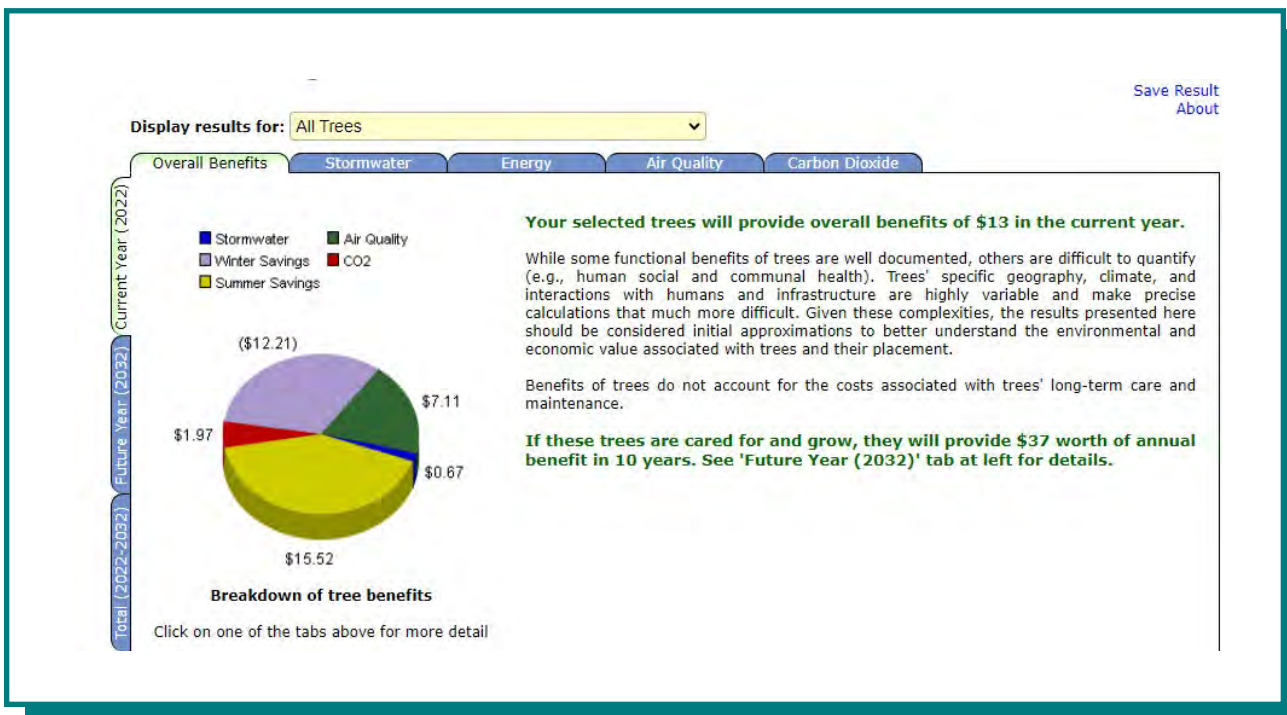 Save Result
About
Display results for: All Trees
Overall Benefits Stormwater Energy Air Quality Carbon Dioxide
Current Year (2022)
Future Year (2032)
Total (2022-2032)
Stormwater Air Quality
Winter Savings CO2
Summer Savings
($12.21)
$7.11
$1.97
$0.67
$15.52
Breakdown of tree benefits
Click on one of the tabs above for more detail
Your selected trees will provide overall benefits of $13 in the current year.
While some functional benefits of trees are well documented, others are difficult to quantify
(e.g., human social and communal health). Trees' specific geography, climate, and
interactions with humans and infrastructure are highly variable and make precise
calculations that much more difficult. Given these complexities, the results presented here
should be considered initial approximations to better understand the environmental and
economic value associated with trees and their placement.
Benefits of trees do not account for the costs associated with trees' long-term care and
maintenance.
If these trees are cared for and grow, they will provide $37 worth of annual
benefit in 10 years. See 'Future Year (2032)' tab at left for details.